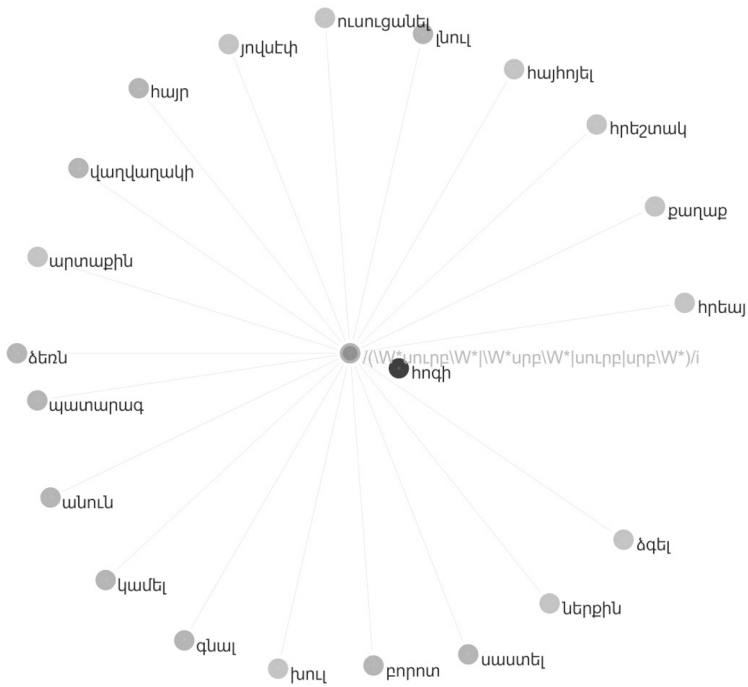 ուսուցանել
լնուլ
յովսէփ
հայհոյել
հայր
հրեշտակ
վաղվաղակի
քաղաք
արտաքին
հրեայ
ձեռն
/(\W*սուրբ\W*|\W*սրբ\W*|սուրբ|սրբ\W*)/i
հոգի
պատարագ
անուն
ձգել
կամել
ներքին
գնալ
սաստել
բորոտ
խուլ